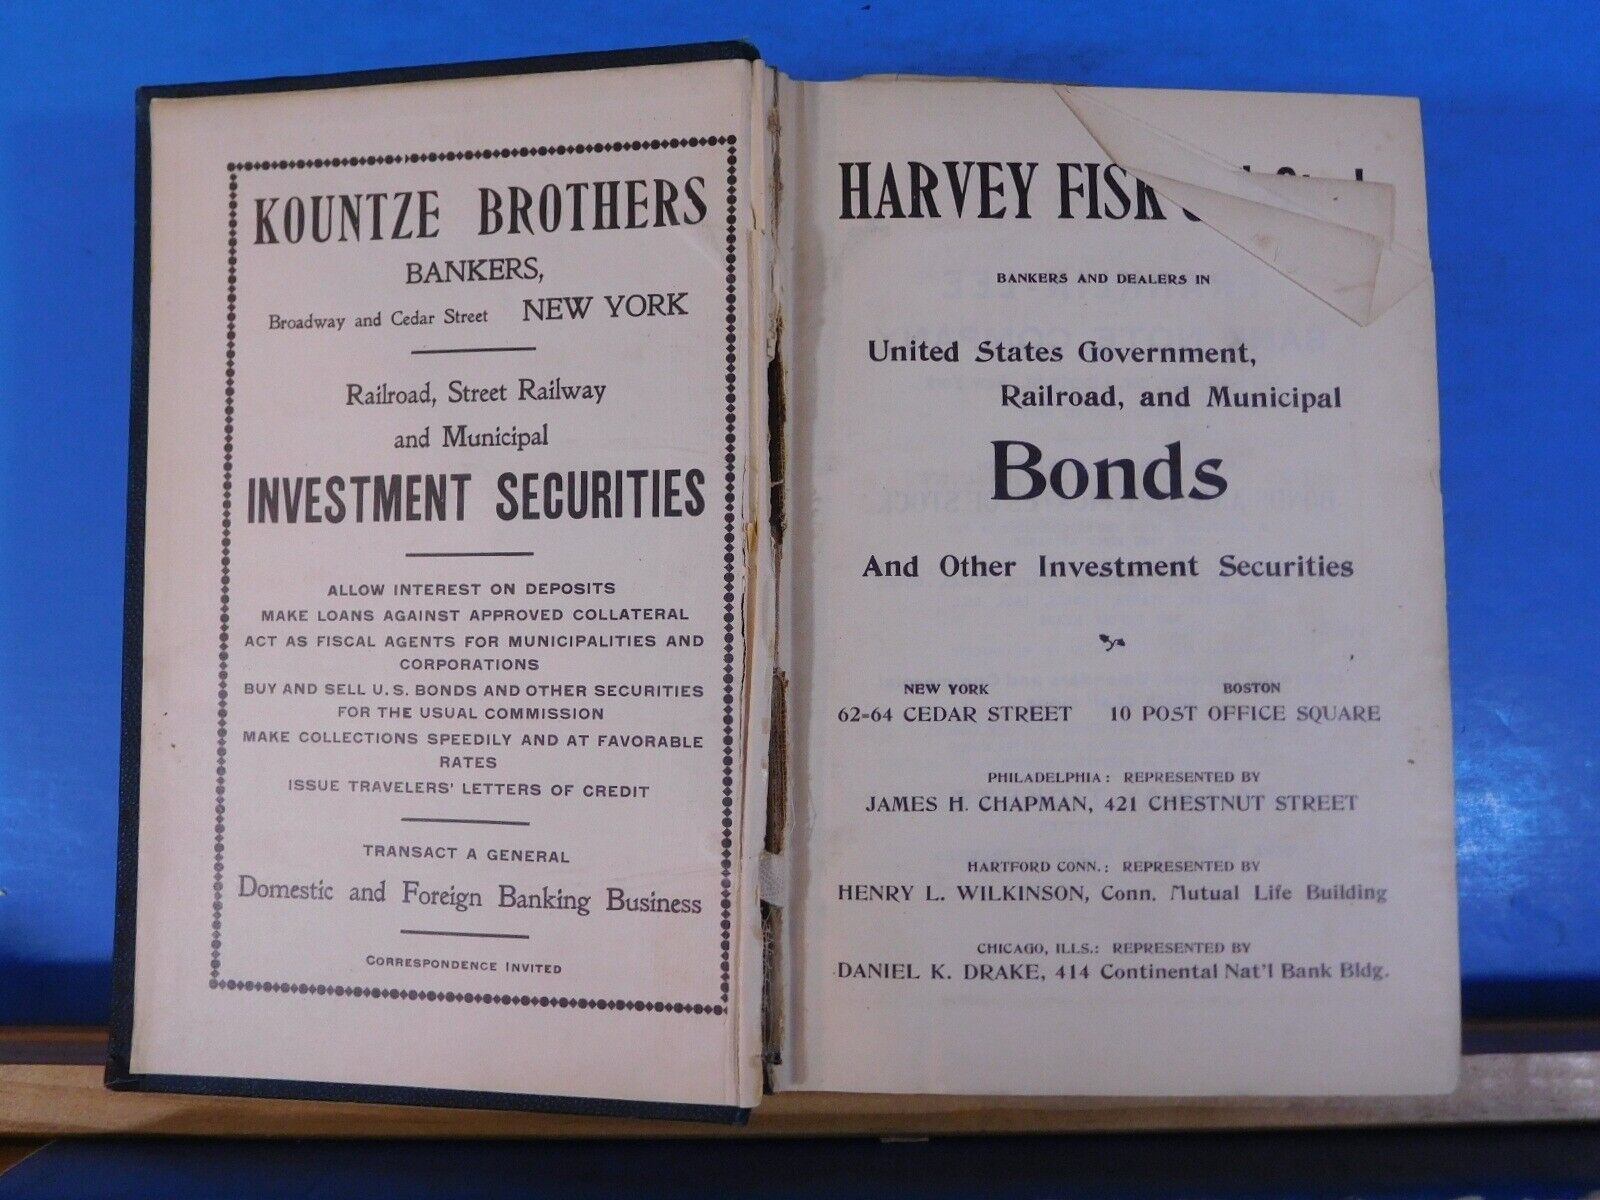 KOUNTZE BROTHERS
BANKERS,
Broadway and Cedar Street NEW YORK
Railroad, Street Railway
and Municipal
INVESTMENT SECURITIES
ALLOW INTEREST ON DEPOSITS
MAKE LOANS AGAINST APPROVED COLLATERAL
ACT AS FISCAL AGENTS FOR MUNICIPALITIES AND
CORPORATIONS
BUY AND SELL U.S. BONDS AND OTHER SECURITIES
FOR THE USUAL COMMISSION
MAKE COLLECTIONS SPEEDILY AND AT FAVORABLE
RATES
ISSUE TRAVELERS' LETTERS OF CREDIT
TRANSACT A GENERAL
Domestic and Foreign Banking Business
CORRESPONDENCE INVITED
HARVEY FISK
BANKERS AND DEALERS IN
United States Government,
Railroad, and Municipal
Bonds
And Other Investment Securities
NEW YORK BOSTON
62=64 CEDAR STREET 10 POST OFFICE SQUARE
PHILADELPHIA: REPRESENTED BY
JAMES H. CHAPMAN, 421 CHESTNUT STREET
HARTFORD CONN.: REPRESENTED BY
HENRY L. WILKINSON, Conn. Mutual Life Building
CHICAGO, ILLS.: REPRESENTED BY
DANIEL K. DRAKE, 414 Continental Nat'l Bank Bldg.